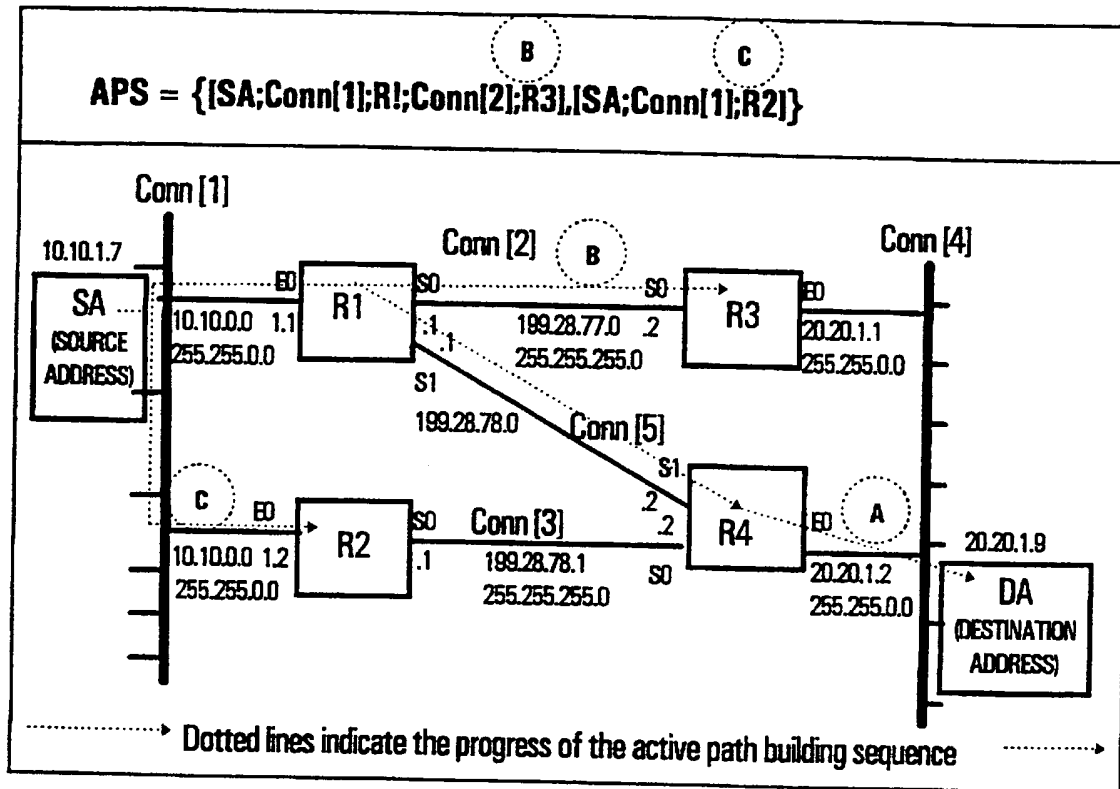 B C
APS = {[SA;Conn[1];R!;Conn[2];R3],[SA;Conn[1];R2]}
Conn [1]
10.10.1.7
Conn [2] B
Conn [4]
SA
(SOURCE
ADDRESS)
E0 R1 S0
S0 R3 E0
10.10.0.0 1.1
255.255.0.0
.1
.1
199.28.77.0 .2
255.255.255.0
20.20.1.1
255.255.0.0
S1
199.28.78.0
Conn [5]
S1
.2
.2
C
E0 R2 S0
Conn [3]
R4 E0 A
10.10.0.0 1.2
255.255.0.0
.1
199.28.78.1
255.255.255.0
S0
20.20.1.2
255.255.0.0
20.20.1.9
DA
(DESTINATION
ADDRESS)
Dotted lines indicate the progress of the active path building sequence